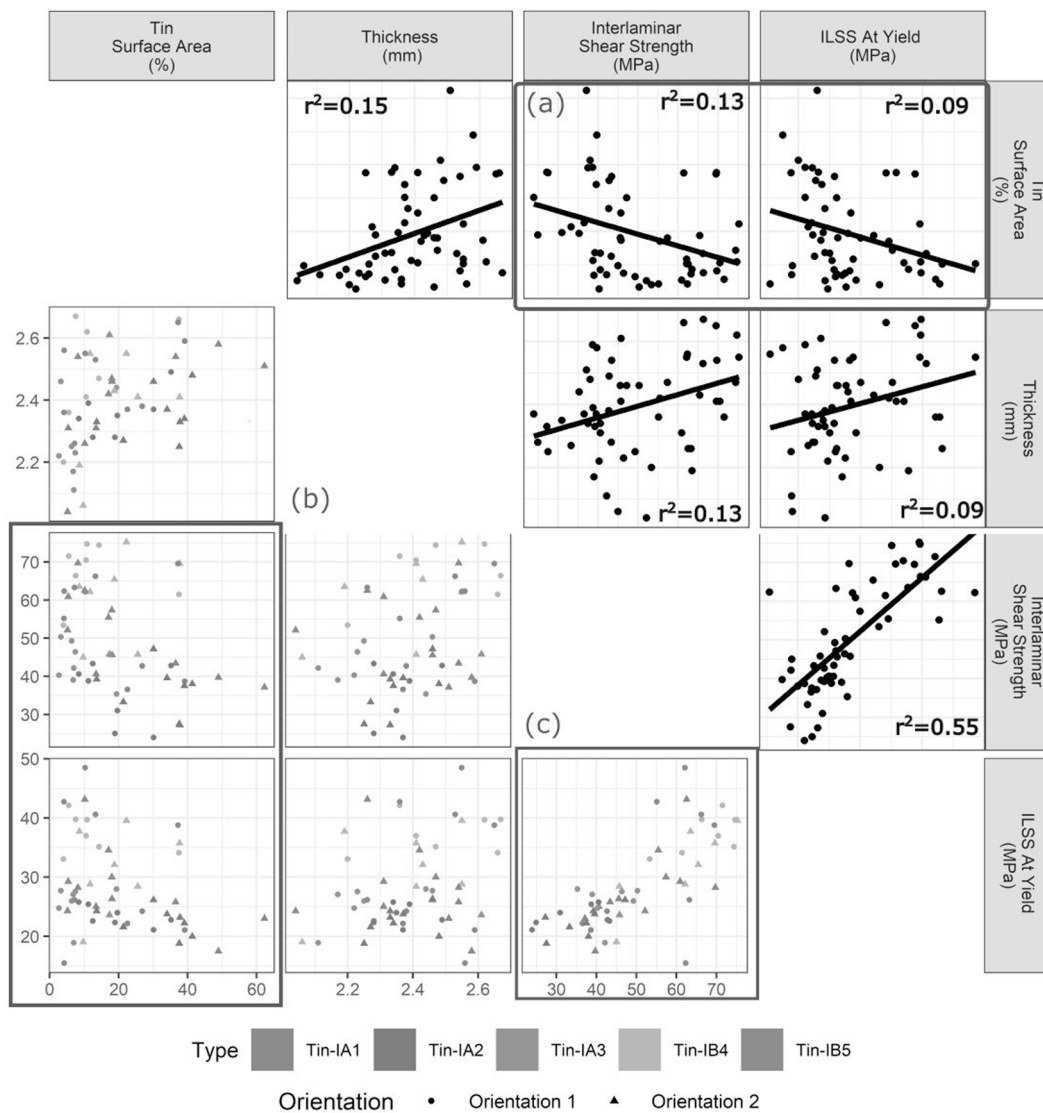 Tin
Surface Area
(%)
Thickness
(mm)
Interlaminar
Shear Strength
(MPa)
ILSS At Yield
(MPa)
r²=0.15
(a)
r²=0.13
r²=0.09
Tin
Surface Area
(%)
2.6
2.4
2.2
(b)
r²=0.13
r²=0.09
Thickness
(mm)
70
60
50
40
30
(c)
r²=0.55
Interlaminar
Shear Strength
(MPa)
50
40
30
20
ILSS At Yield
(MPa)
0 20 40 60
2.2 2.4 2.6
30 40 50 60 70
Type Tin-IA1 Tin-IA2 Tin-IA3 Tin-IB4 Tin-IB5
Orientation Orientation 1 Orientation 2